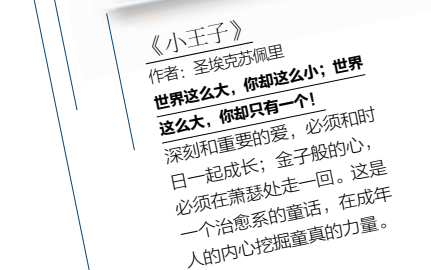 《小王子》
作者：圣埃克苏佩里
世界这么大，你却这么小；世界
这么大，你却只有一个！
深刻和重要的爱，必须和时
日一起成长；金子般的心，
必须在萧瑟处走一回。这是
一个治愈系的童话，在成年
人的内心挖掘童真的力量。